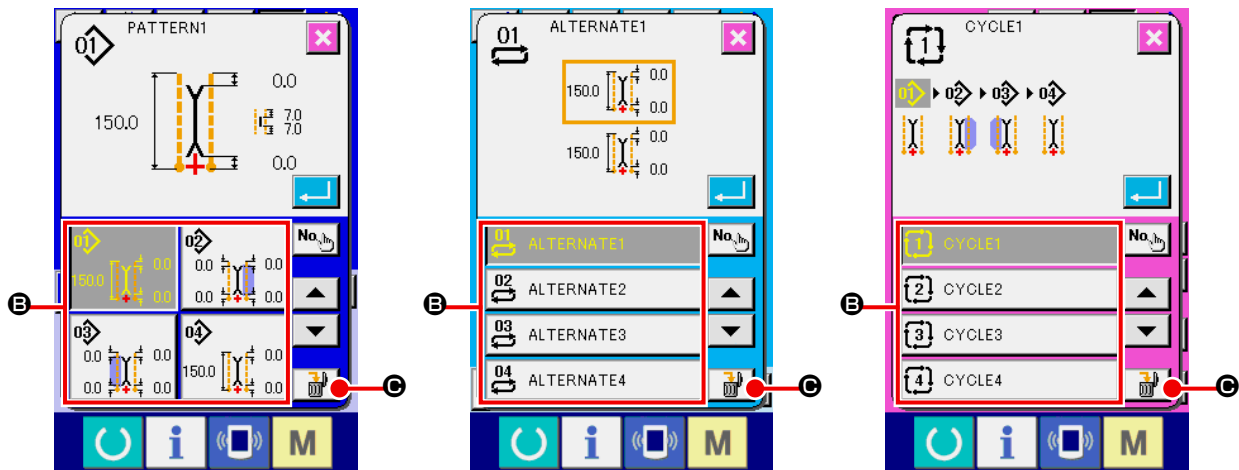 01 PATTERN1
0.0
150.0
7.0
7.0
0.0
01 02 No.
150.0 0.0 0.0 0.0
0.0 0.0 0.0
B
03 04
0.0 0.0 150.0 0.0
0.0 0.0 0.0
C
i M
01 ALTERNATE1
150.0 0.0
0.0
150.0 0.0
0.0
01 ALTERNATE1 No.
02 ALTERNATE2
B
03 ALTERNATE3
04 ALTERNATE4
C
i M
1 CYCLE1
01 02 03 04
1 CYCLE1 No.
2 CYCLE2
B
3 CYCLE3
4 CYCLE4
C
i M